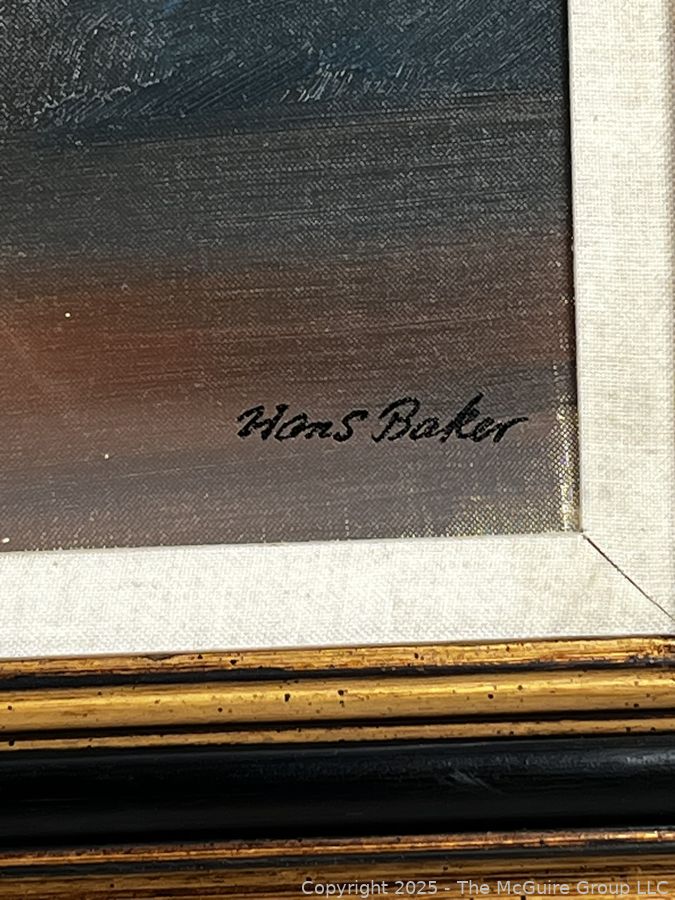 Hans Baker
Copyright 2025 - The McGuire Group LLC